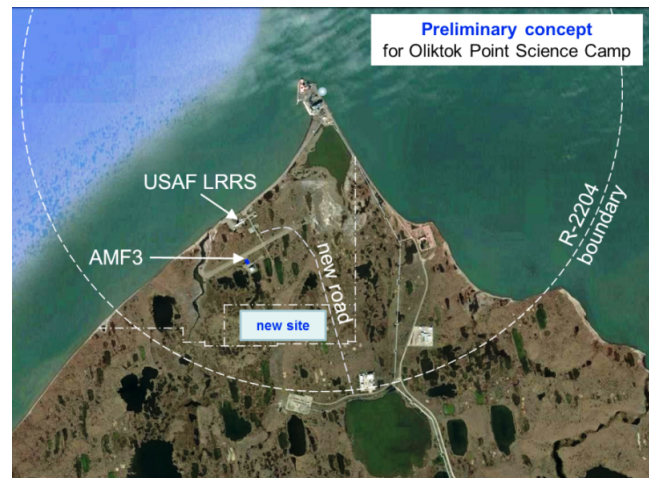 Preliminary concept
for Oliktok Point Science Camp
USAF LRRS
AMF3
new road
new site
R-2204
boundary